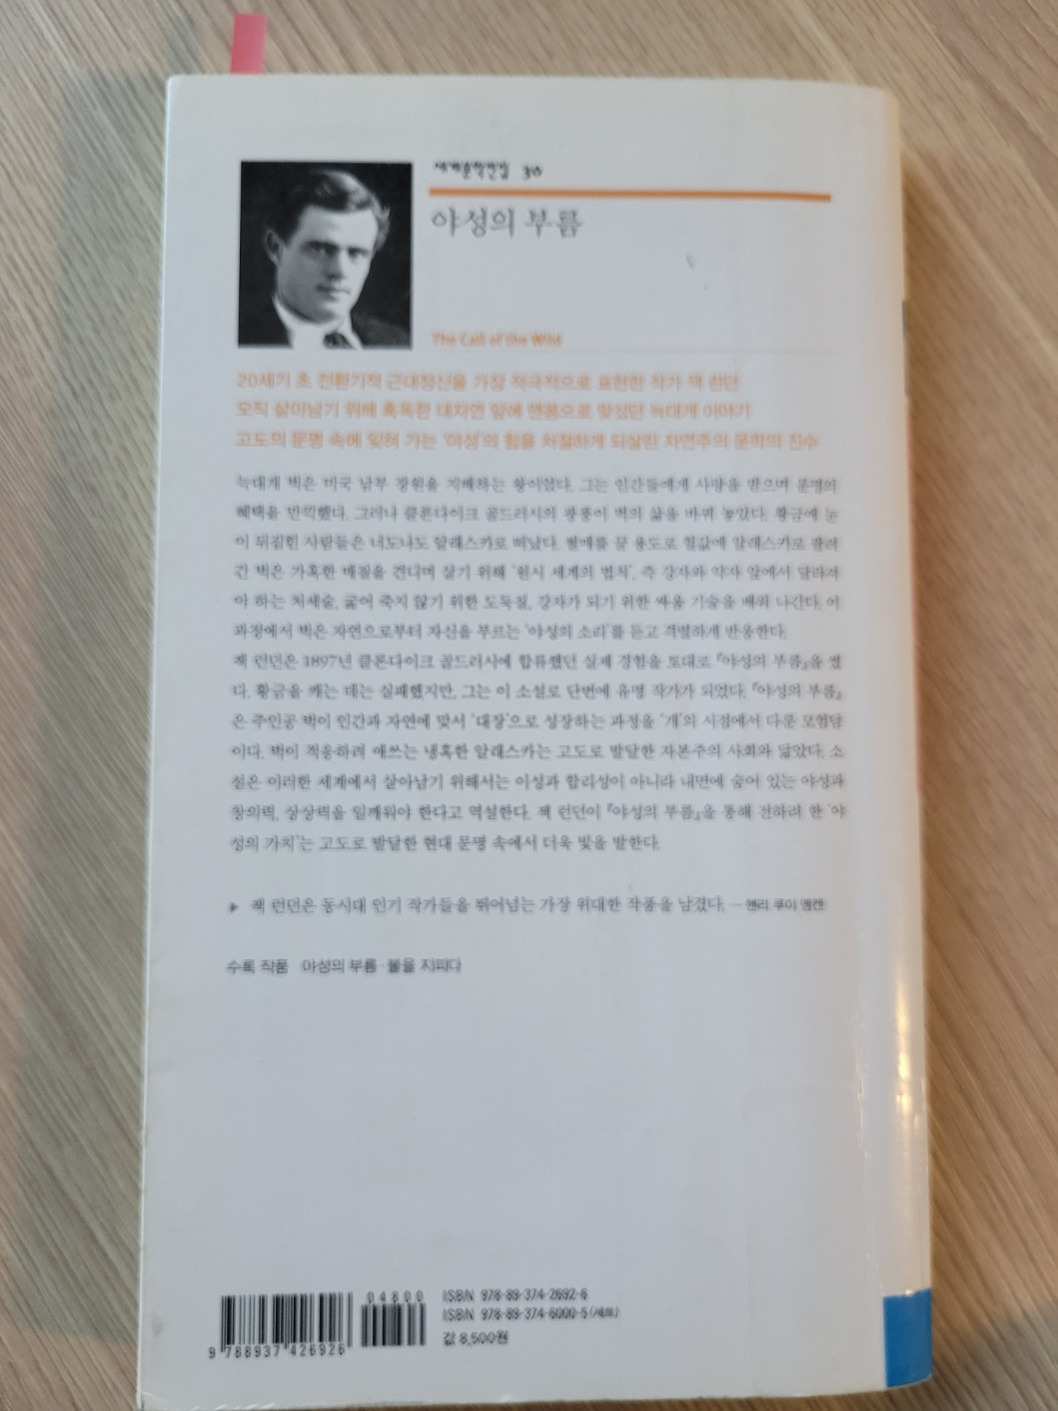 세계문학전집 30
야성의 부름
The Call of the Wild
20세기 초 전환기적 근대정신을 가장 적극적으로 표현한 작가 잭 런던
오직 살아남기 위해 혹독한 대자연 앞에 맨몸으로 맞섰던 늑대개 이야기
고도의 문명 속에 잊혀 가는 '야성'의 힘을 처절하게 되살린 자연주의 문학의 진수
늑대개 벅은 미국 남부 장원을 지배하는 왕이었다. 그는 인간들에게 사랑을 받으며 문명의
혜택을 만끽했다. 그러나 클론다이크 골드러시의 광풍이 벅의 삶을 바꿔 놓았다. 황금에 눈
이 뒤집힌 사람들은 너도나도 알래스카로 떠났다. 썰매를 끌 용도로 헐값에 알래스카로 팔려
간 벅은 가혹한 매질을 견디며 살기 위해 '원시 세계의 법칙', 즉 강자와 약자 앞에서 달라져
야 하는 처세술, 굶어 죽지 않기 위한 도둑질, 강자가 되기 위한 싸움 기술을 배워 나간다. 이
과정에서 벅은 자연으로부터 자신을 부르는 '야성의 소리'를 듣고 격렬하게 반응한다.
잭 런던은 1897년 클론다이크 골드러시에 합류했던 실제 경험을 토대로 『야성의 부름』을 썼
다. 황금을 캐는 데는 실패했지만, 그는 이 소설로 단번에 유명 작가가 되었다. 『야성의 부름』
은 주인공 벅이 인간과 자연에 맞서 '대장'으로 성장하는 과정을 '개'의 시점에서 다룬 모험담
이다. 벅이 적응하려 애쓰는 냉혹한 알래스카는 고도로 발달한 자본주의 사회와 닮았다. 소
설은 이러한 세계에서 살아남기 위해서는 이성과 합리성이 아니라 내면에 숨어 있는 야성과
창의력, 상상력을 일깨워야 한다고 역설한다. 잭 런던이 『야성의 부름』을 통해 전하려 한 '야
성의 가치'는 고도로 발달한 현대 문명 속에서 더욱 빛을 발한다.
▶ 잭 런던은 동시대 인기 작가들을 뛰어넘는 가장 위대한 작품을 남겼다. — 헨리 루이 멩켄
수록 작품 야성의 부름·불을 지피다
04800
ISBN 978-89-374-2692-6
ISBN 978-89-374-6000-5(세트)
값 8,500원
9 788937 426926